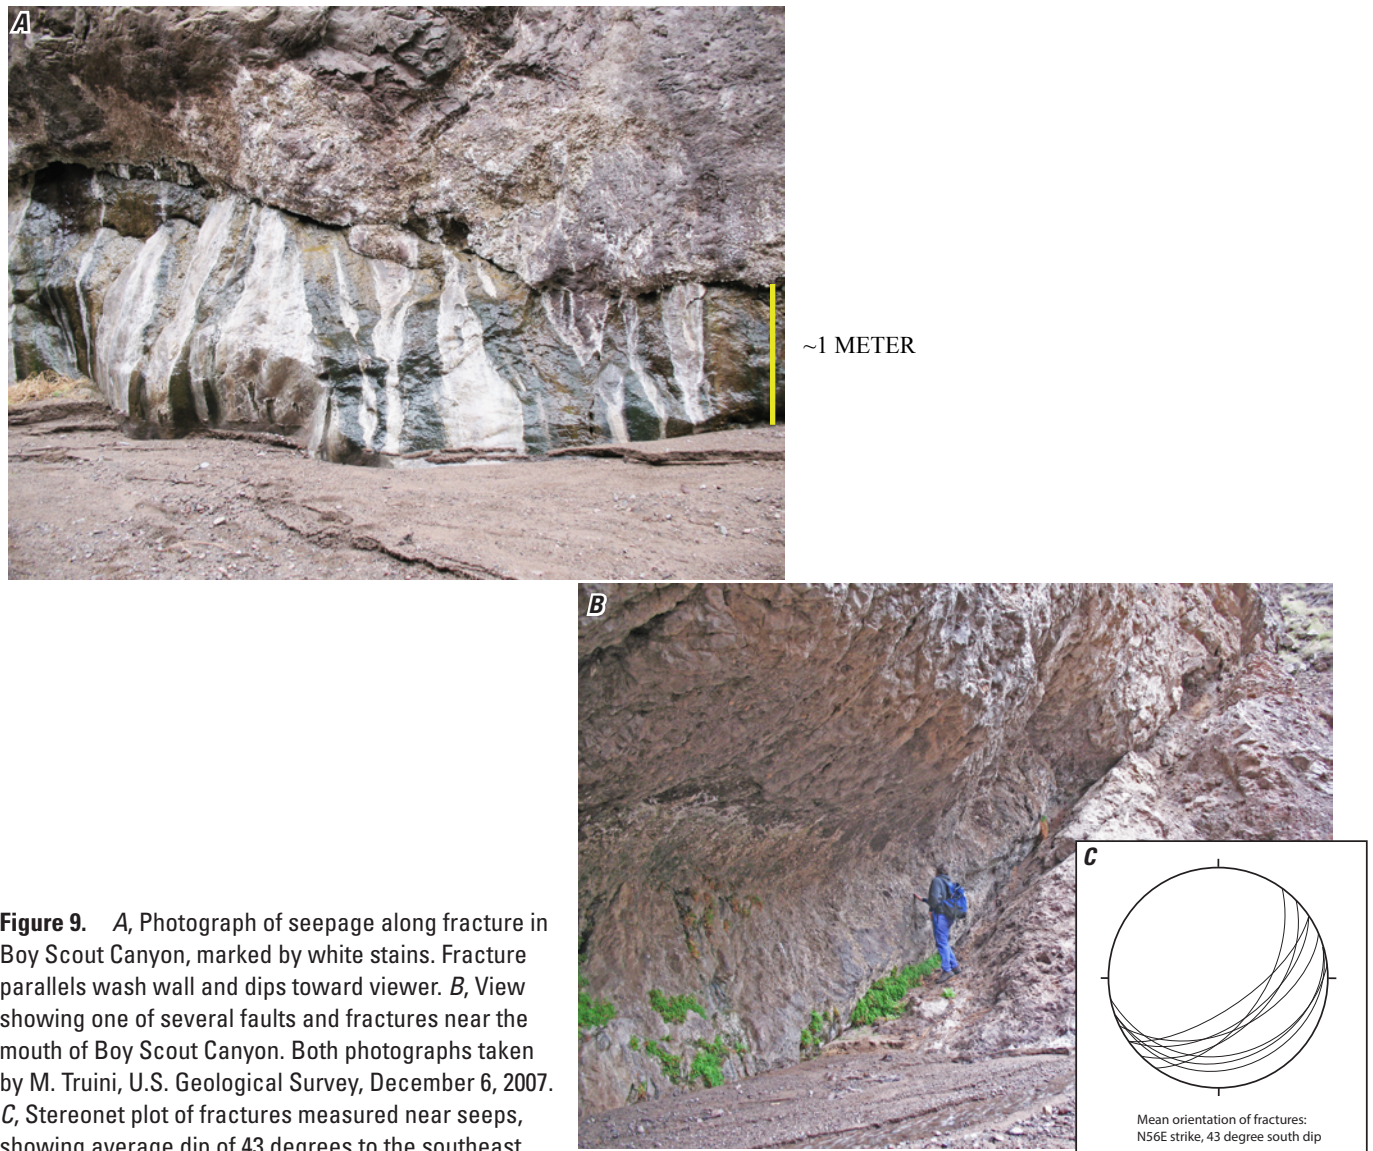 A
~1 METER
B
C
Mean orientation of fractures:
N56E strike, 43 degree south dip
Figure 9. A, Photograph of seepage along fracture in
Boy Scout Canyon, marked by white stains. Fracture
parallels wash wall and dips toward viewer. B, View
showing one of several faults and fractures near the
mouth of Boy Scout Canyon. Both photographs taken
by M. Truini, U.S. Geological Survey, December 6, 2007.
C, Stereonet plot of fractures measured near seeps,
showing average dip of 43 degrees to the southeast